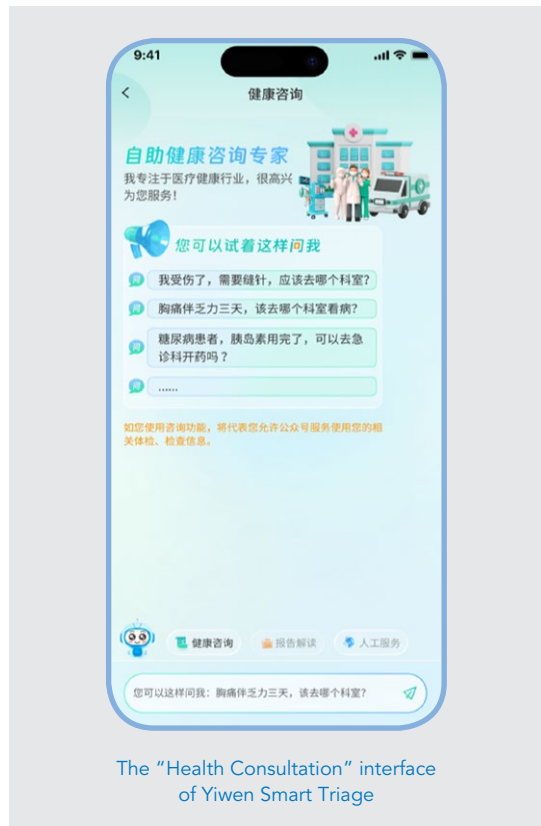 9:41
健康咨询
自助健康咨询专家
我专注于医疗健康行业，很高兴
为您服务！
您可以试着这样问我
问 我受伤了，需要缝针，应该去哪个科室？
问 胸痛伴乏力三天，该去哪个科室看病？
问 糖尿病患者，胰岛素用完了，可以去急
诊科开药吗？
问 ......
如您使用咨询功能，将代表您允许公众号服务使用您的相
关体检、检查信息。
健康咨询 报告解读 人工服务
您可以这样问我：胸痛伴乏力三天，该去哪个科室？
The “Health Consultation” interface
of Yiwen Smart Triage